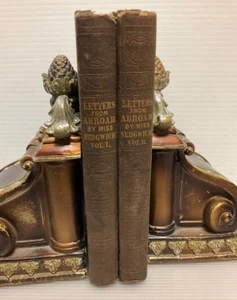 LETTERS
FROM
ABROAD
BY MISS
SEDGWICK
VOL. I.
LETTERS
FROM
ABROAD
BY MISS
SEDGWICK
VOL. II.